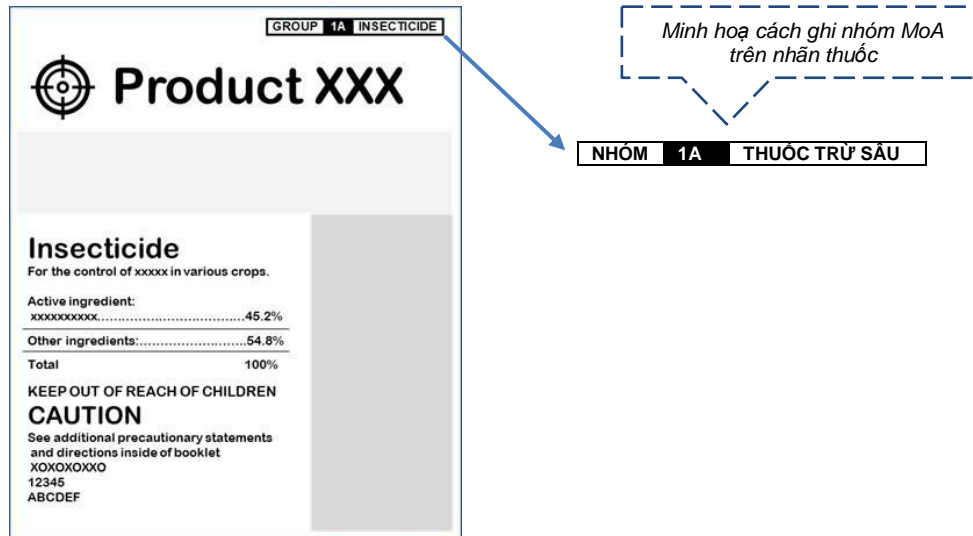 GROUP 1A INSECTICIDE
Product XXX
Insecticide
For the control of xxxxx in various crops.
Active ingredient:
xxxxxxxxxx....................................45.2%
Other ingredients:..........................54.8%
Total 100%
KEEP OUT OF REACH OF CHILDREN
CAUTION
See additional precautionary statements
and directions inside of booklet
XOXOXOXXO
12345
ABCDEF
Minh hoạ cách ghi nhóm MoA
trên nhãn thuốc
NHÓM 1A THUỐC TRỪ SÂU